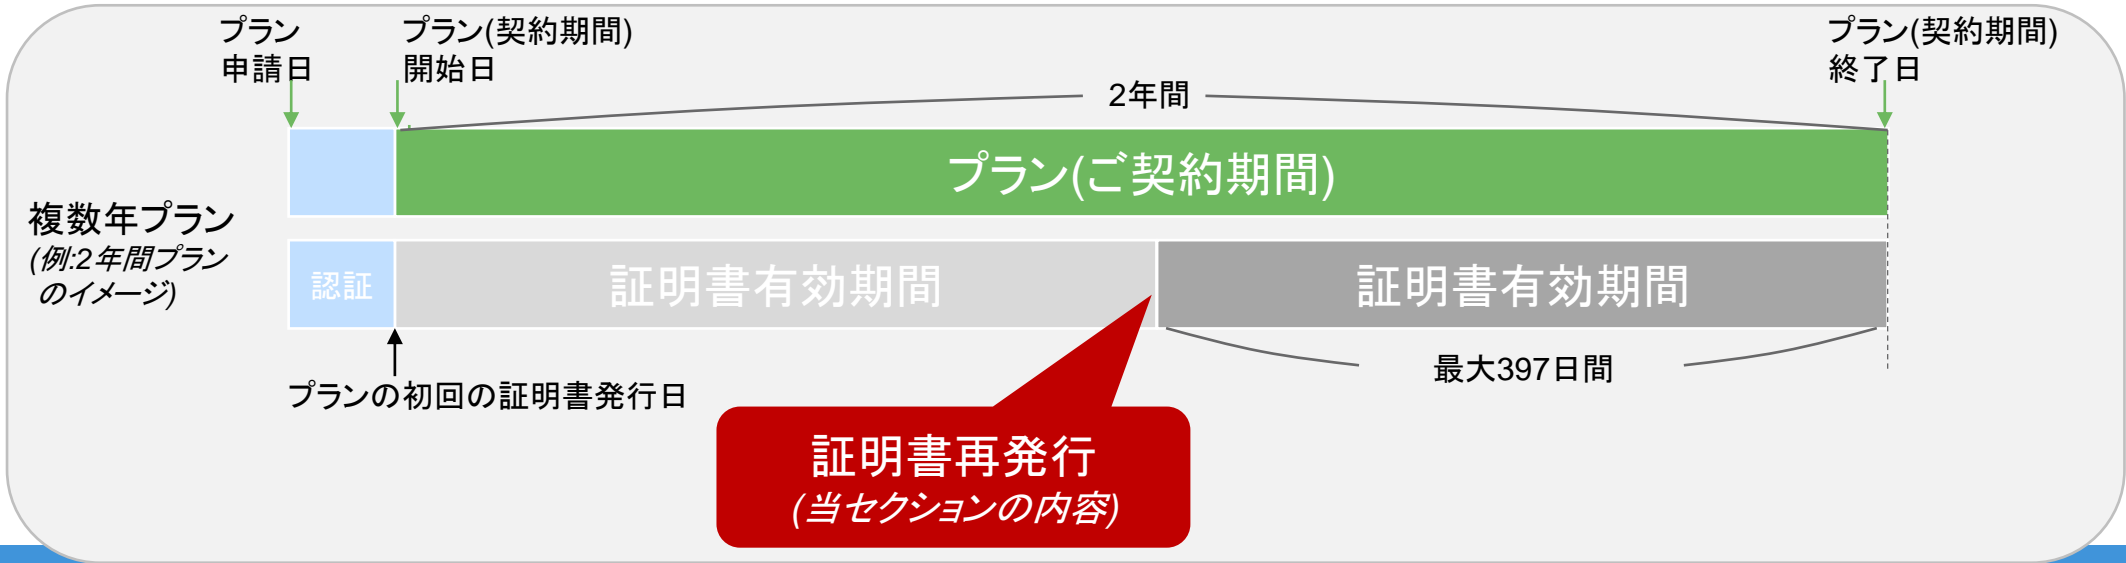 プラン
申請日
プラン(契約期間)
開始日
プラン(契約期間)
終了日
2年間
プラン(ご契約期間)
複数年プラン
(例:2年間プラン
のイメージ)
認証
証明書有効期間
証明書有効期間
最大397日間
プランの初回の証明書発行日
証明書再発行
(当セクションの内容)